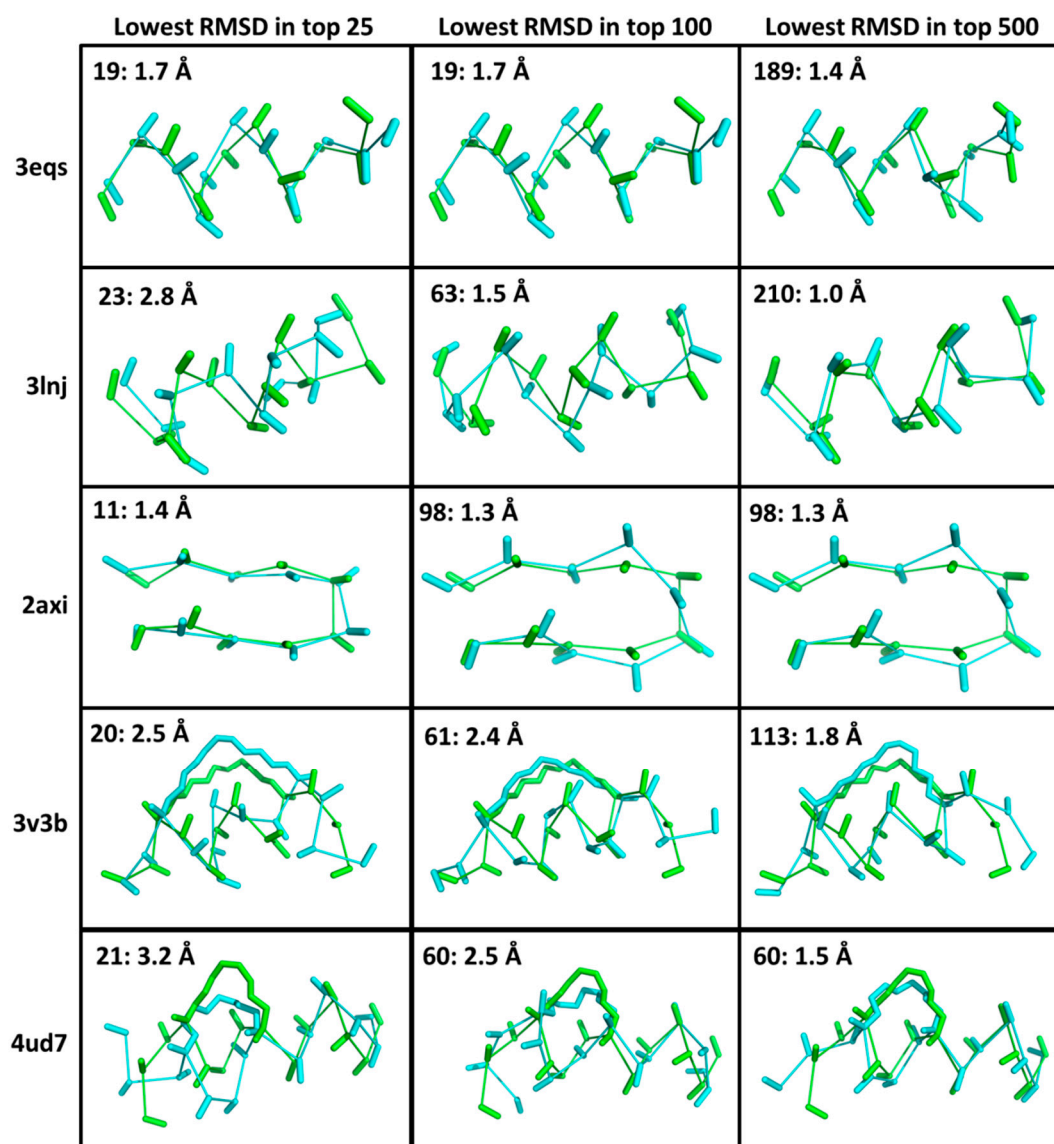 Lowest RMSD in top 25 Lowest RMSD in top 100 Lowest RMSD in top 500
3eqs 19: 1.7 Å 19: 1.7 Å 189: 1.4 Å
3lnj 23: 2.8 Å 63: 1.5 Å 210: 1.0 Å
2axi 11: 1.4 Å 98: 1.3 Å 98: 1.3 Å
3v3b 20: 2.5 Å 61: 2.4 Å 113: 1.8 Å
4ud7 21: 3.2 Å 60: 2.5 Å 60: 1.5 Å